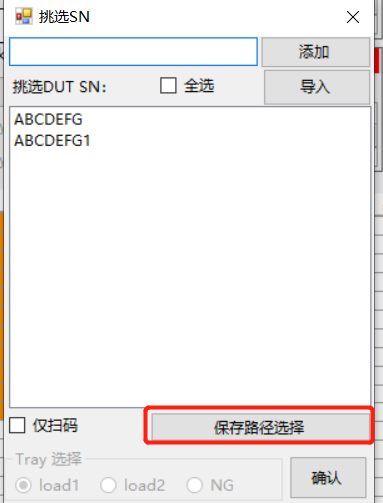 挑选SN
添加
挑选DUT SN: 全选 导入
ABCDEFG
ABCDEFG1
仅扫码 保存路径选择
Tray 选择
load1 load2 NG 确认